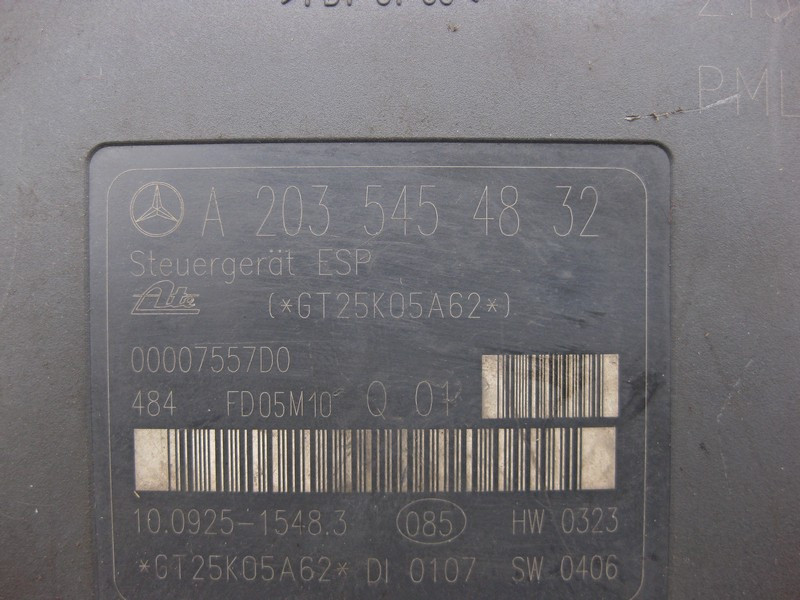 PML
A 203 545 48 32
Steuergerät ESP
Ate (*GT25K05A62*)
00007557D0
484 FD05M10 Q 01
10.0925-1548.3 085 HW 0323
*GT25K05A62* DI 0107 SW 0406